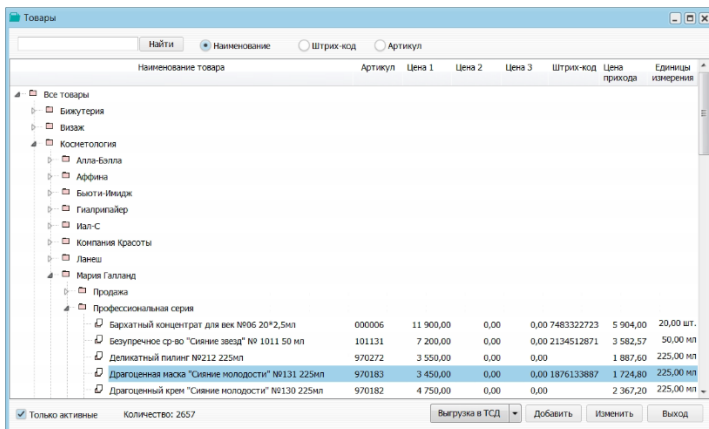 Товары
Найти Наименование Штрих-код Артикул
Наименование товара Артикул Цена 1 Цена 2 Цена 3 Штрих-код Цена прихода Единицы измерения
Все товары
Бижутерия
Визаж
Косметология
Алла-Бэлла
Аффина
Бьюти-Имидж
Гиалрипайер
Иал-С
Компания Красоты
Ланеш
Мария Галланд
Продажа
Профессиональная серия
Бархатный концентрат для век №06 20*2,5мл 000006 11 900,00 0,00 0,00 7483322723 5 904,00 20,00 шт.
Безупречное ср-во "Сияние звезд" № 1011 50 мл 101131 7 200,00 0,00 0,00 2134512871 3 582,57 50,00 мл
Деликатный пилинг №212 225мл 970272 3 550,00 0,00 0,00 1 887,60 225,00 мл
Драгоценная маска "Сияние молодости" №131 225мл 970183 3 450,00 0,00 0,00 1876133887 1 724,80 225,00 мл
Драгоценный крем "Сияние молодости" №130 225мл 970182 4 750,00 0,00 0,00 2 367,20 225,00 мл
Только активные Количество: 2657 Выгрузка в ТСД Добавить Изменить Выход